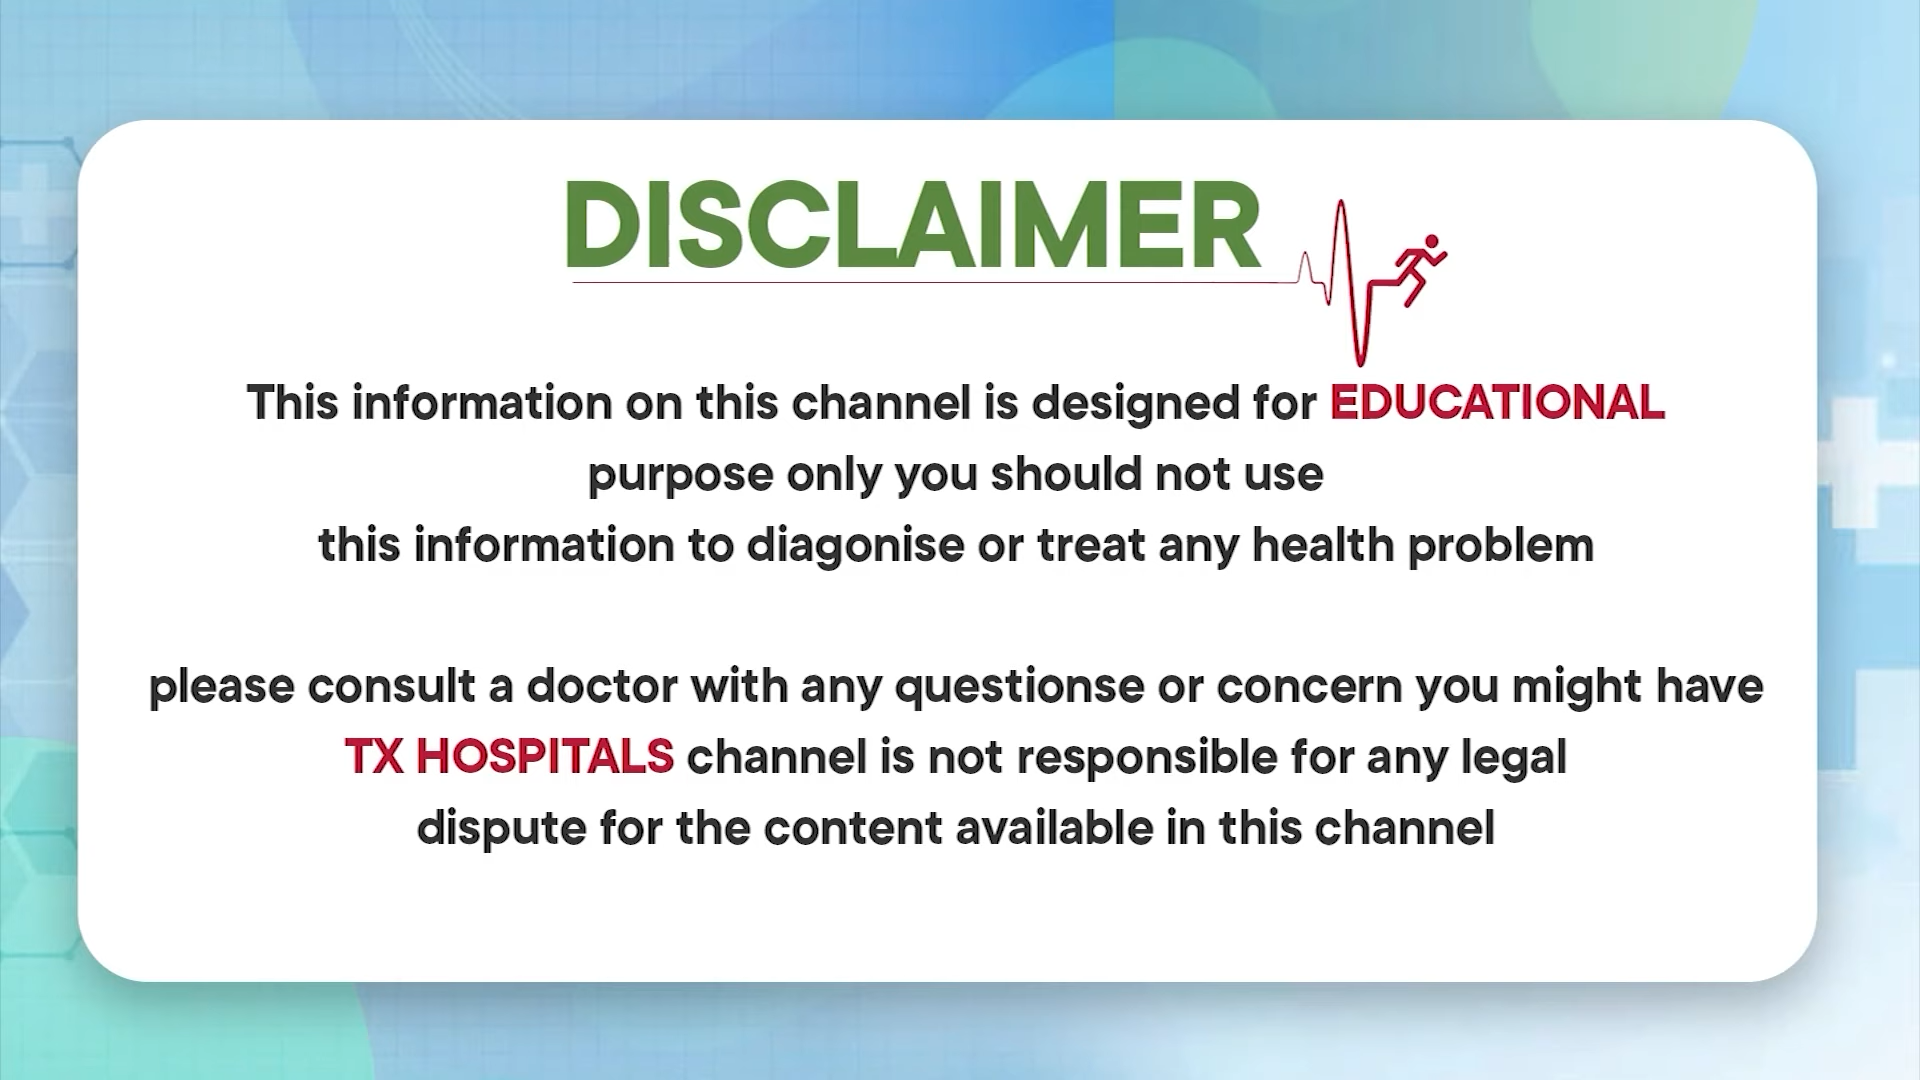 DISCLAIMER
This information on this channel is designed for EDUCATIONAL
purpose only you should not use
this information to diagonise or treat any health problem
please consult a doctor with any questionse or concern you might have
TX HOSPITALS channel is not responsible for any legal
dispute for the content available in this channel